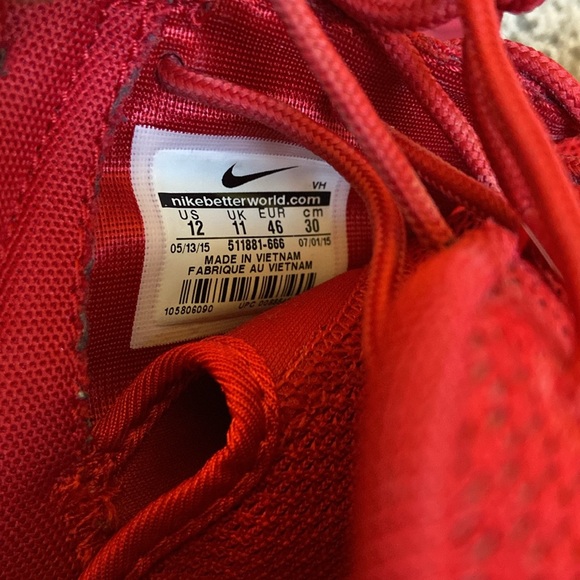 VH
nikebetterworld.com
US UK EUR cm
12 11 46 30
05/13/15 511881-666 07/01/15
MADE IN VIETNAM
FABRIQUE AU VIETNAM
105806090 UPC